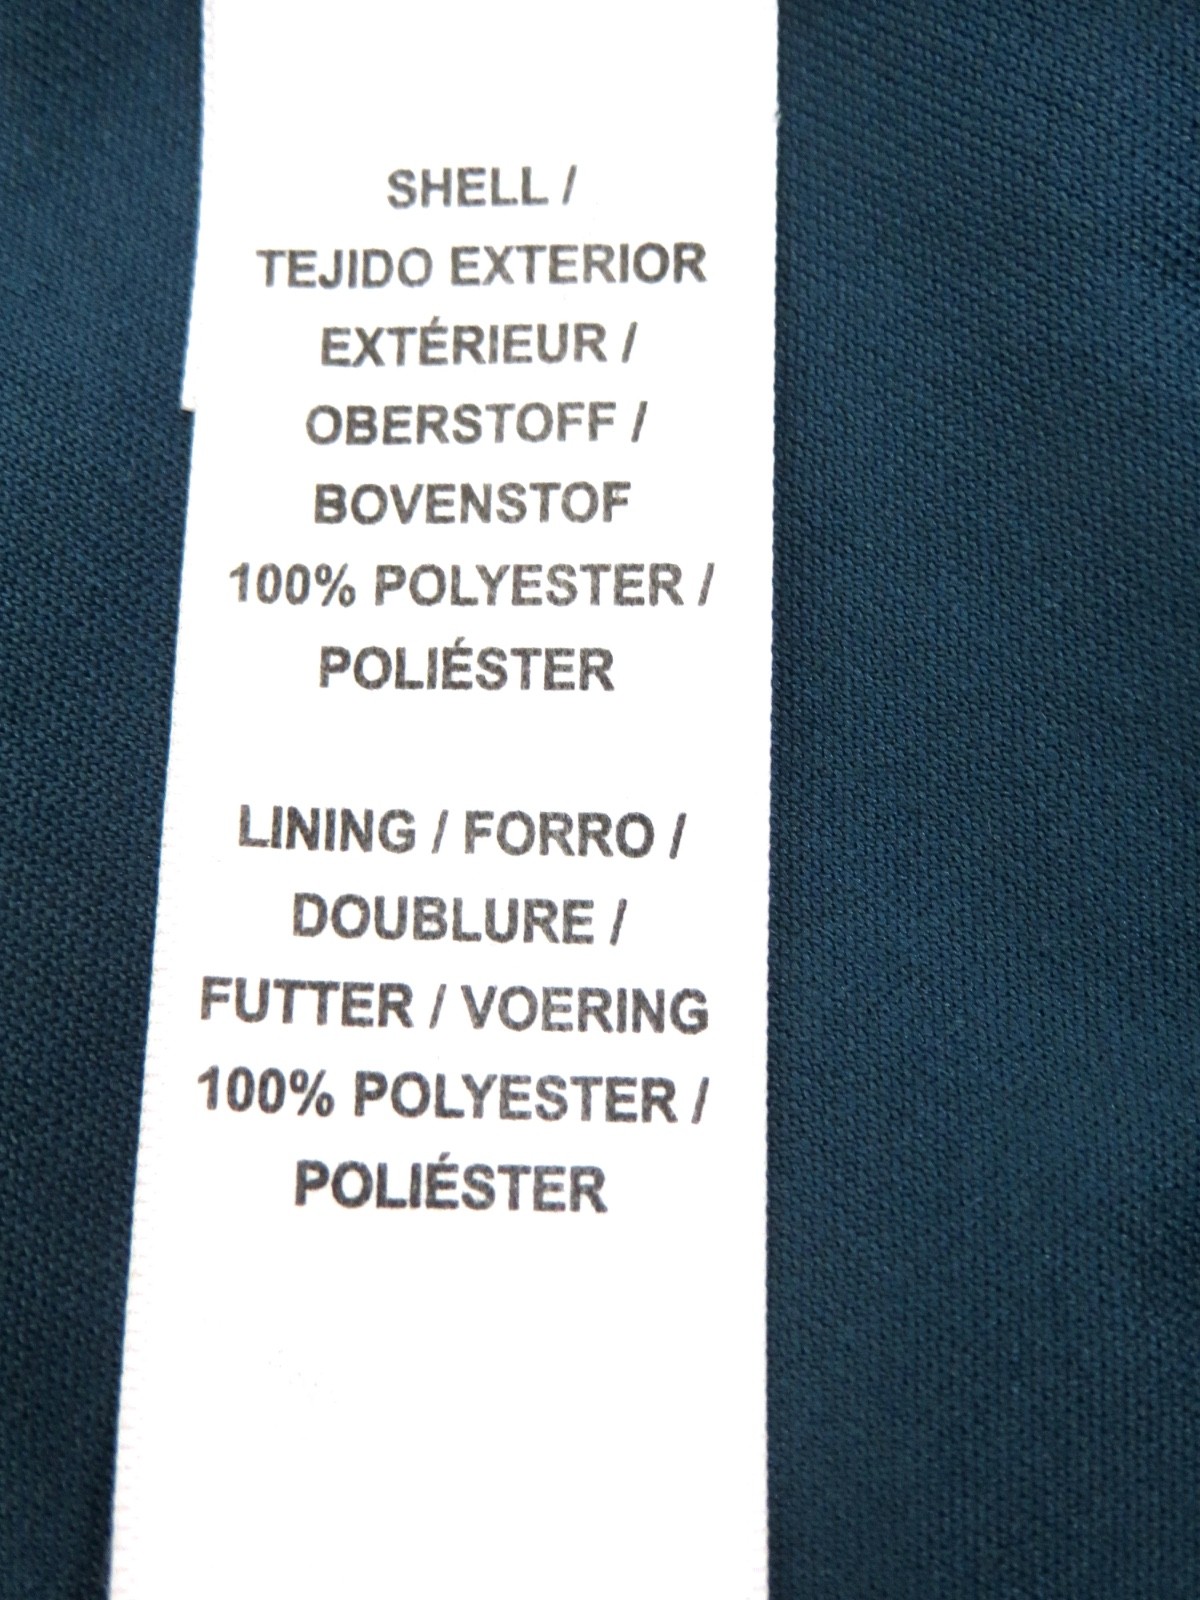 SHELL /
TEJIDO EXTERIOR
EXTÉRIEUR /
OBERSTOFF /
BOVENSTOF
100% POLYESTER /
POLIÉSTER
LINING / FORRO /
DOUBLURE /
FUTTER / VOERING
100% POLYESTER /
POLIÉSTER